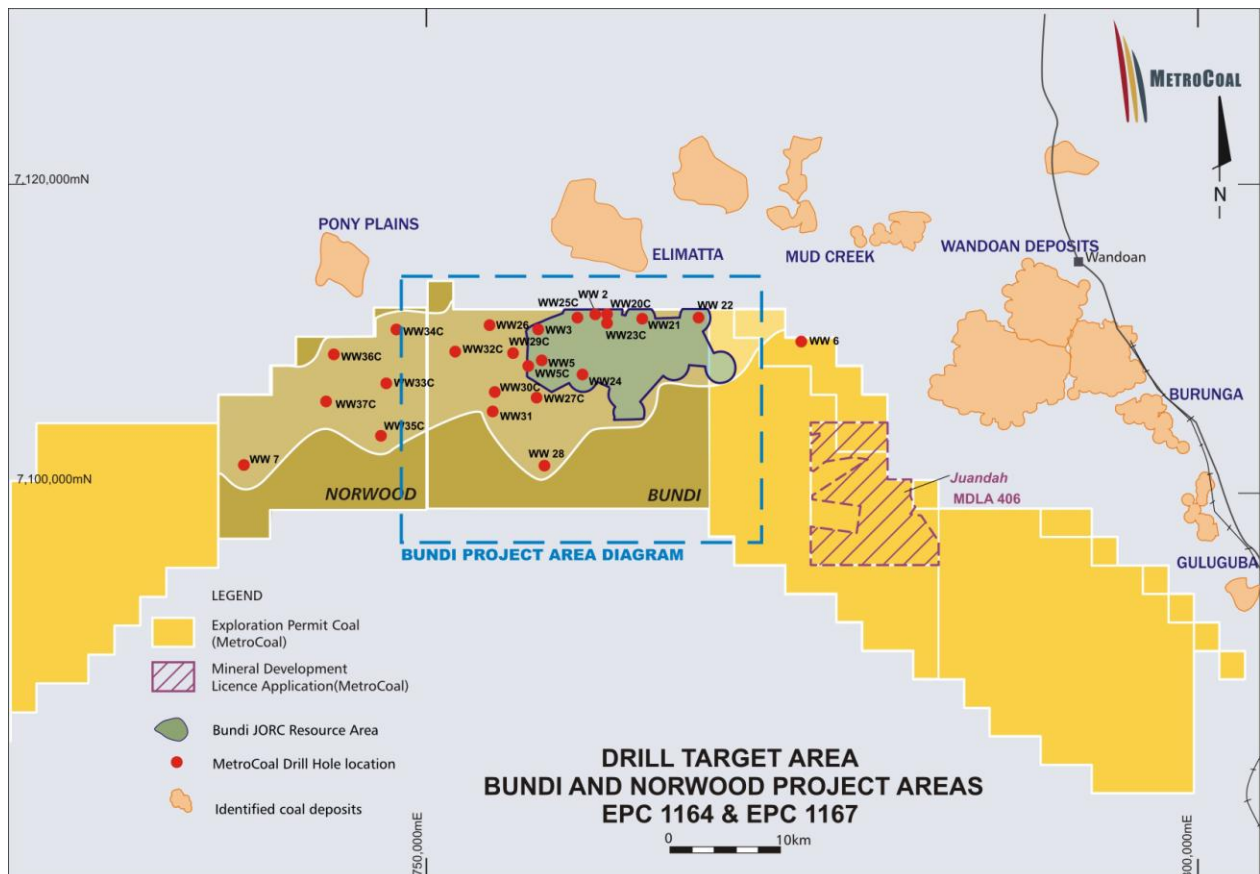 METROCOAL
7,120,000mN
N
PONY PLAINS
ELIMATTA
MUD CREEK
WANDOAN DEPOSITS
Wandoan
WW 2
WW25C
WW20C
WW 22
WW34C
WW26
WW3
WW23C
WW21
WW 6
WW36C
WW32C
WW29C
WW5
WW5C
WW24
WW33C
WW30C
WW27C
WW37C
WW31
BURUNGA
WW35C
WW 7
WW 28
7,100,000mN
NORWOOD
BUNDI
Juandah
MDLA 406
BUNDI PROJECT AREA DIAGRAM
GULUGUBA
LEGEND
Exploration Permit Coal
(MetroCoal)
Mineral Development
Licence Application(MetroCoal)
Bundi JORC Resource Area
MetroCoal Drill Hole location
Identified coal deposits
DRILL TARGET AREA
BUNDI AND NORWOOD PROJECT AREAS
EPC 1164 & EPC 1167
0 10km
750,000mE